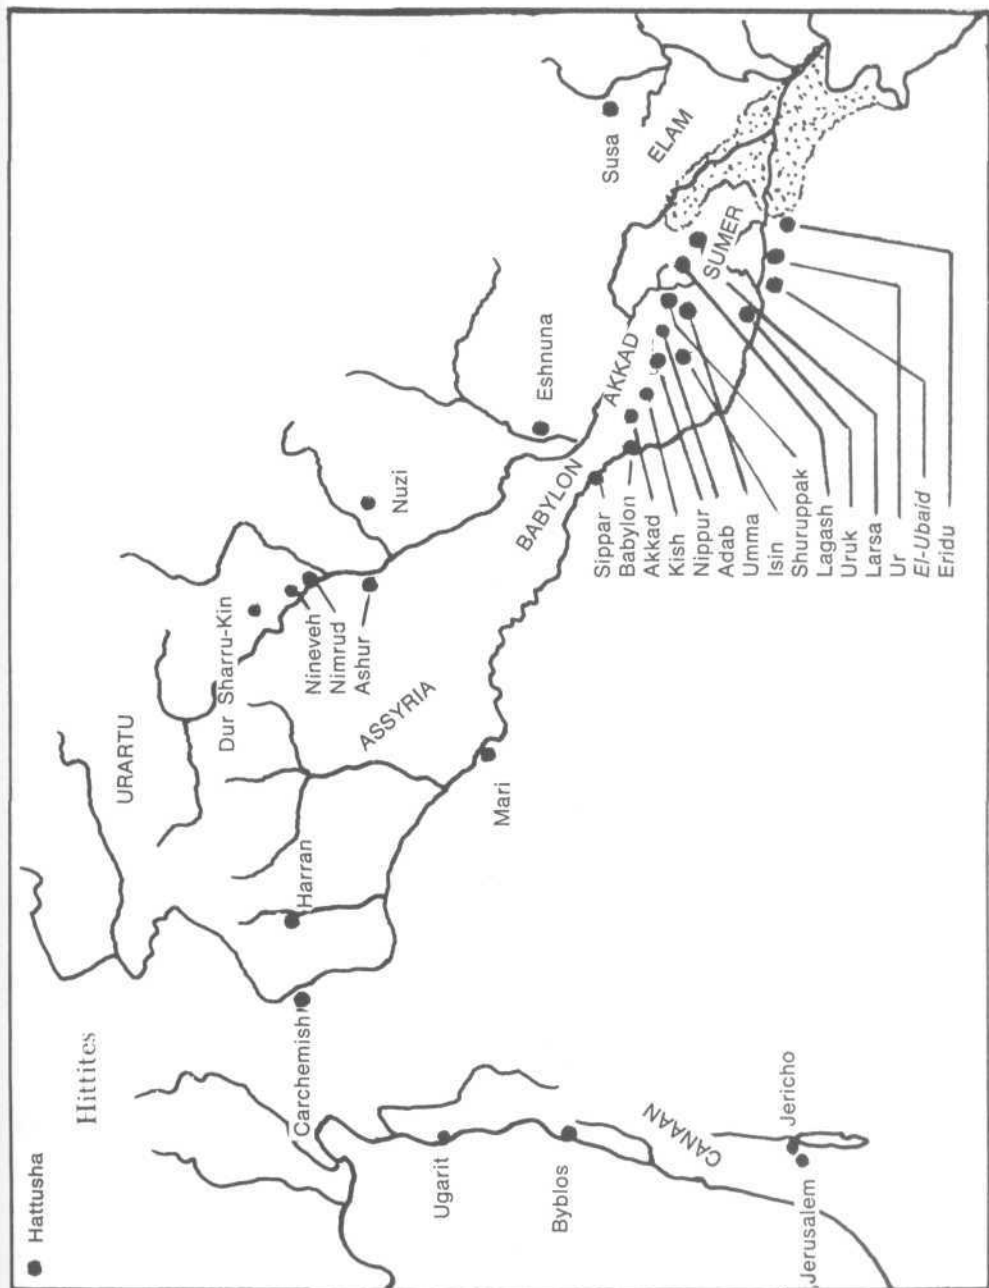 Hattusha
Hittites
URARTU
Dur Sharru-Kin
Nineveh
Nimrud
Ashur
Nuzi
Eshnuna
Susa
ELAM
Carchemish
Harran
ASSYRIA
BABYLON
AKKAD
SUMER
Mari
Ugarit
Byblos
CANAAN
Jericho
Jerusalem
Sippar
Babylon
Akkad
Kish
Nippur
Adab
Umma
Isin
Shuruppak
Lagash
Uruk
Larsa
Ur
El-Ubaid
Eridu